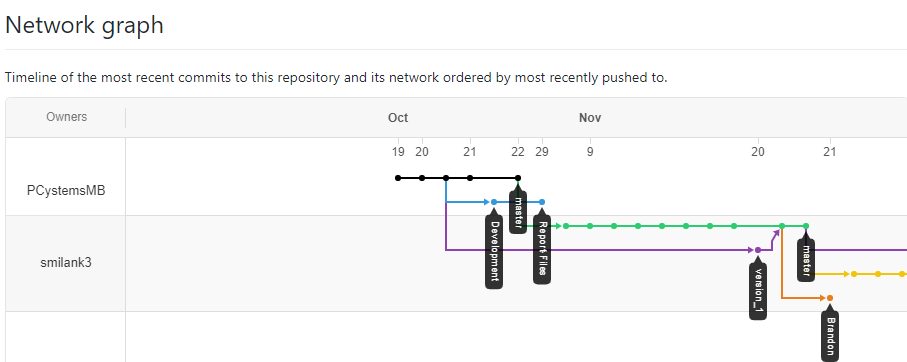 Network graph
Timeline of the most recent commits to this repository and its network ordered by most recently pushed to.
Owners Oct Nov
19 20 21 22 29 9 20 21
PCystemsMB
master
Development
Report-Files
smilank3
master
version_1
Brandon